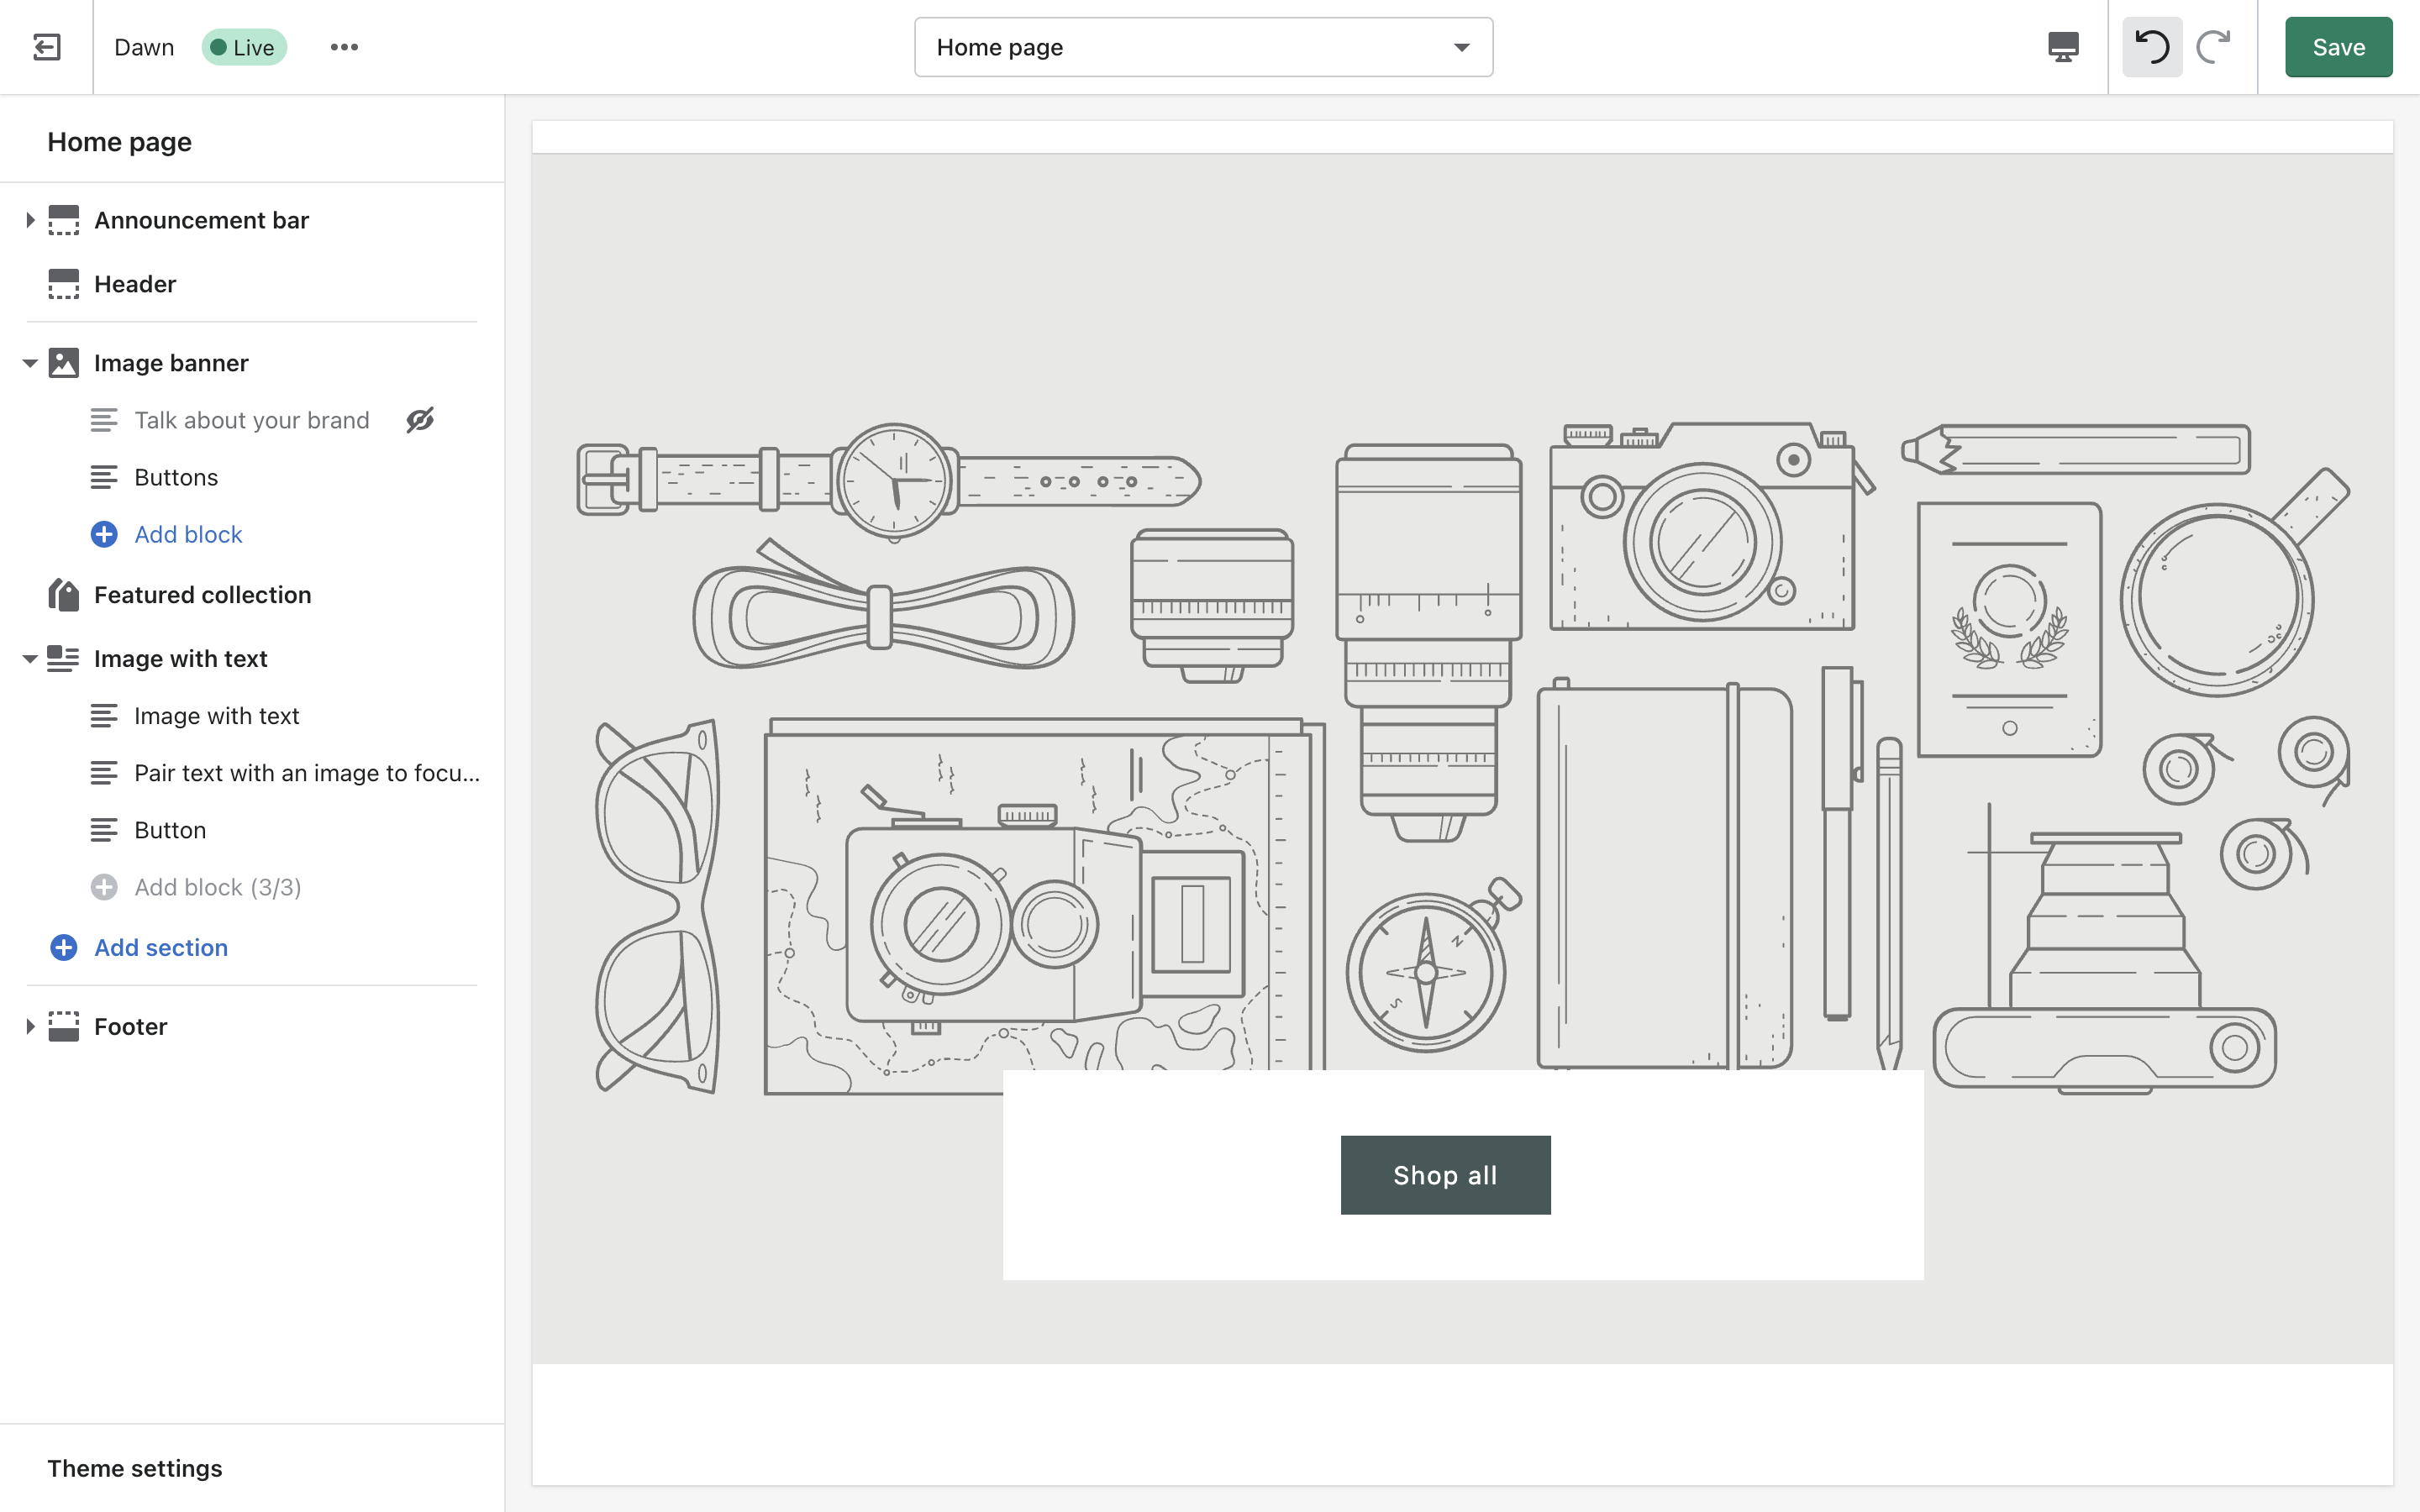 Dawn
Live
Home page
Save
Home page
Announcement bar
Header
Image banner
Talk about your brand
Buttons
Add block
Featured collection
Image with text
Image with text
Pair text with an image to focu...
Button
Add block (3/3)
Add section
Footer
Theme settings
N
S
Shop all